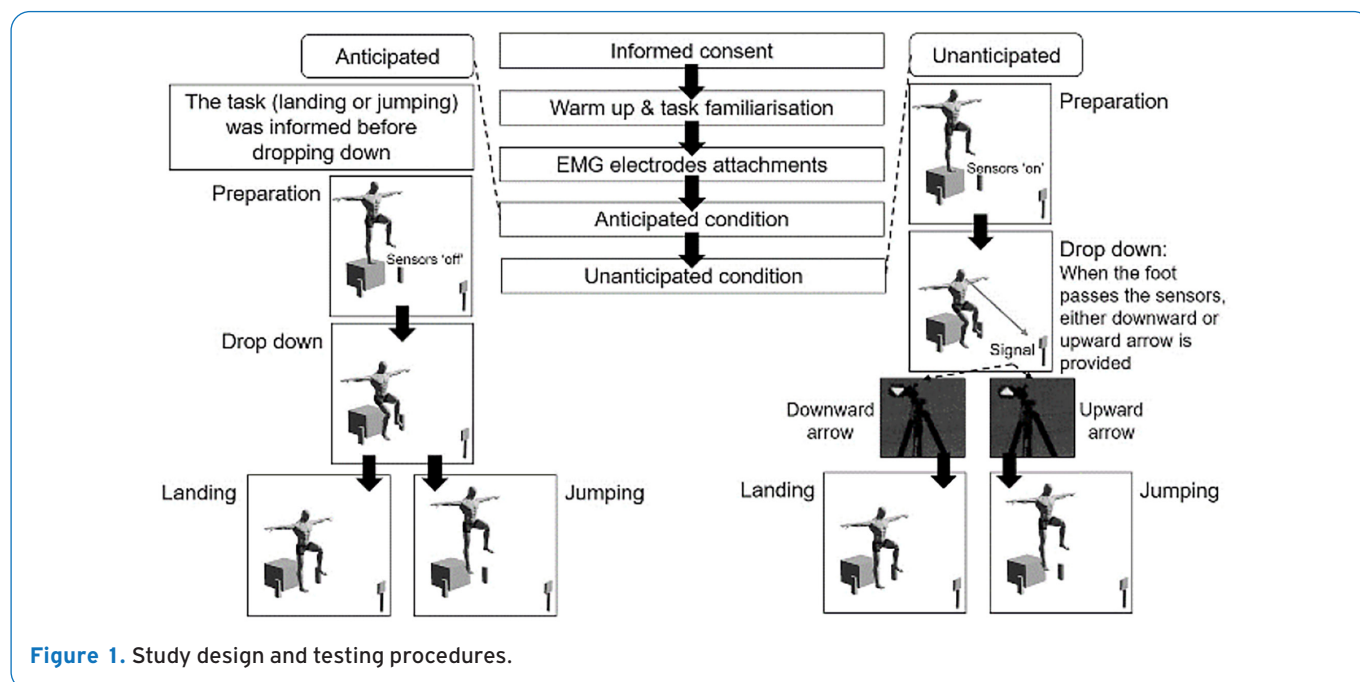 Anticipated
The task (landing or jumping)
was informed before
dropping down
Preparation
Sensors 'off'
Drop down
Landing
Jumping
Informed consent
Warm up & task familiarisation
EMG electrodes attachments
Anticipated condition
Unanticipated condition
Unanticipated
Preparation
Sensors 'on'
Drop down:
When the foot
passes the sensors,
either downward or
upward arrow is
provided
Signal
Downward
arrow
Upward
arrow
Landing
Jumping
Figure 1. Study design and testing procedures.